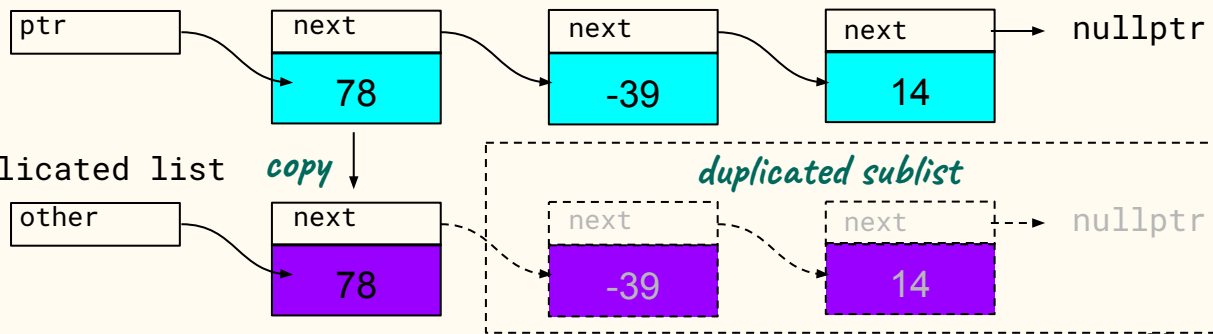 ptr next next next nullptr
78 -39 14
licated list copy duplicated sublist
other next next next nullptr
78 -39 14